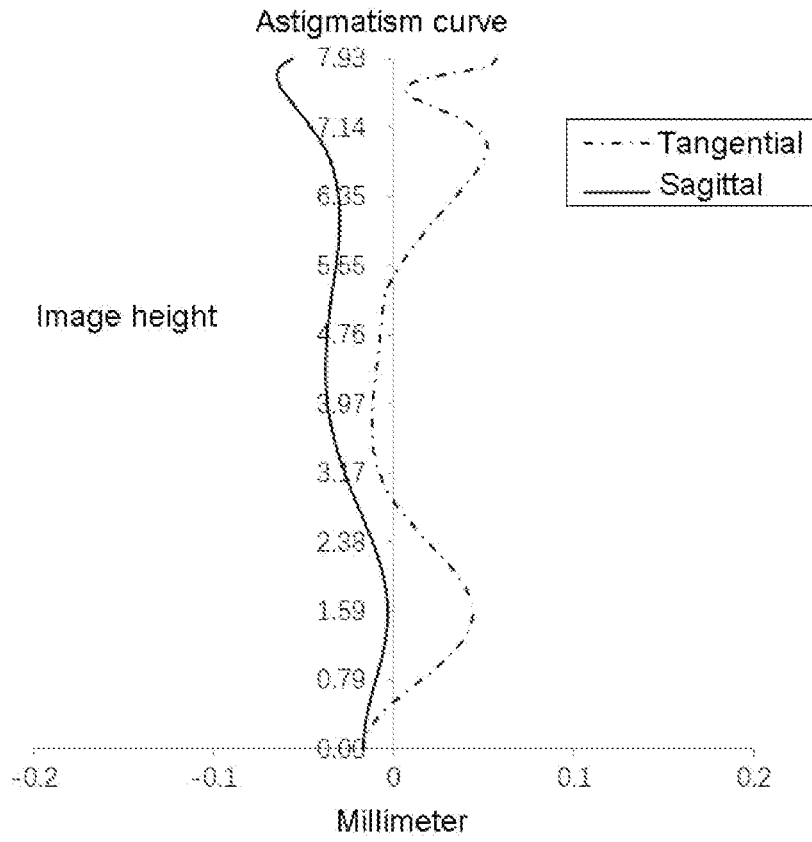 Astigmatism curve
7.93
7.14
Tangential
Sagittal
6.35
5.55
Image height
4.76
3.97
3.17
2.38
1.59
0.79
0.00
-0.2 -0.1 0 0.1 0.2
Millimeter